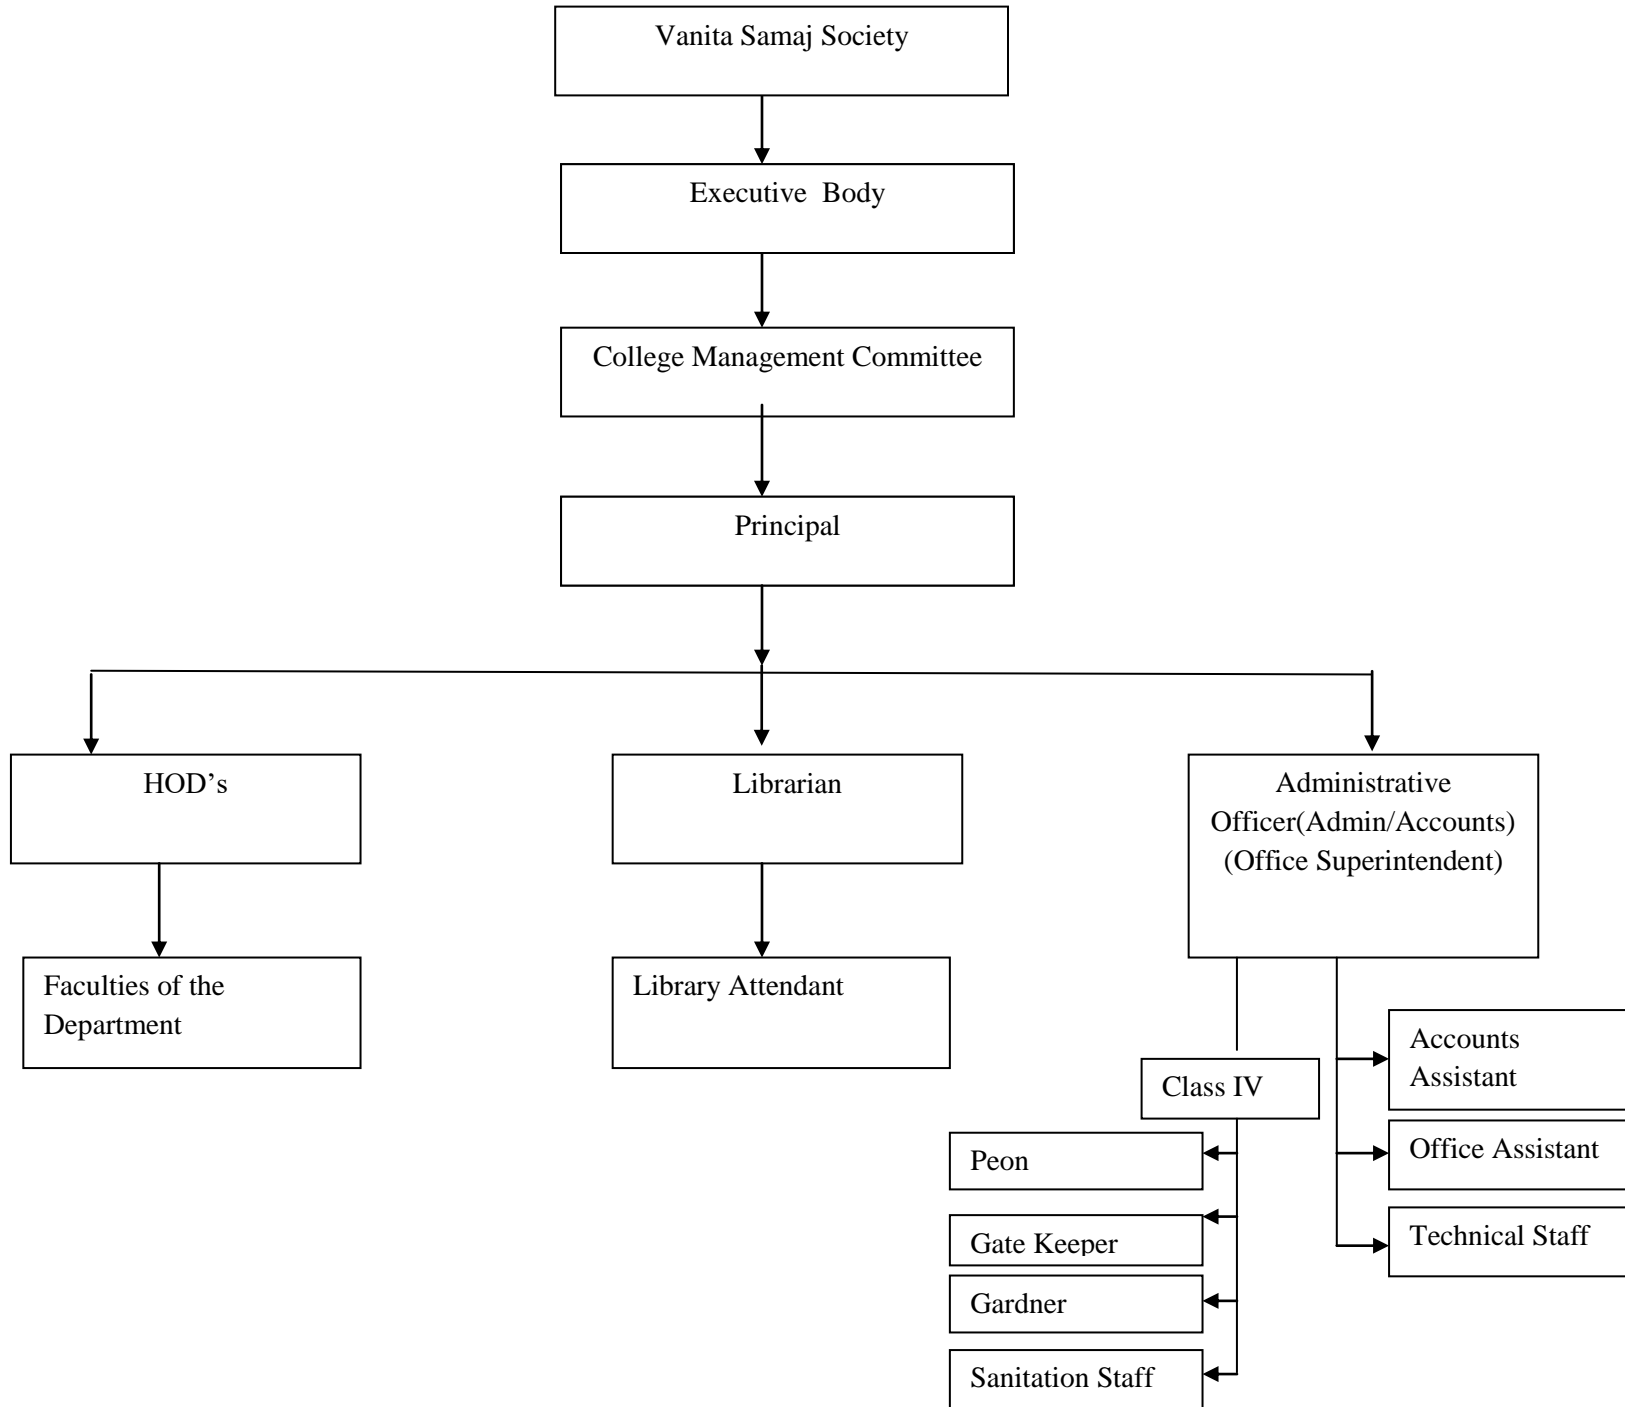 Vanita Samaj Society
Executive Body
College Management Committee
Principal
HOD’s
Librarian
Administrative
Officer(Admin/Accounts)
(Office Superintendent)
Faculties of the
Department
Library Attendant
Class IV
Peon
Gate Keeper
Gardner
Sanitation Staff
Accounts
Assistant
Office Assistant
Technical Staff